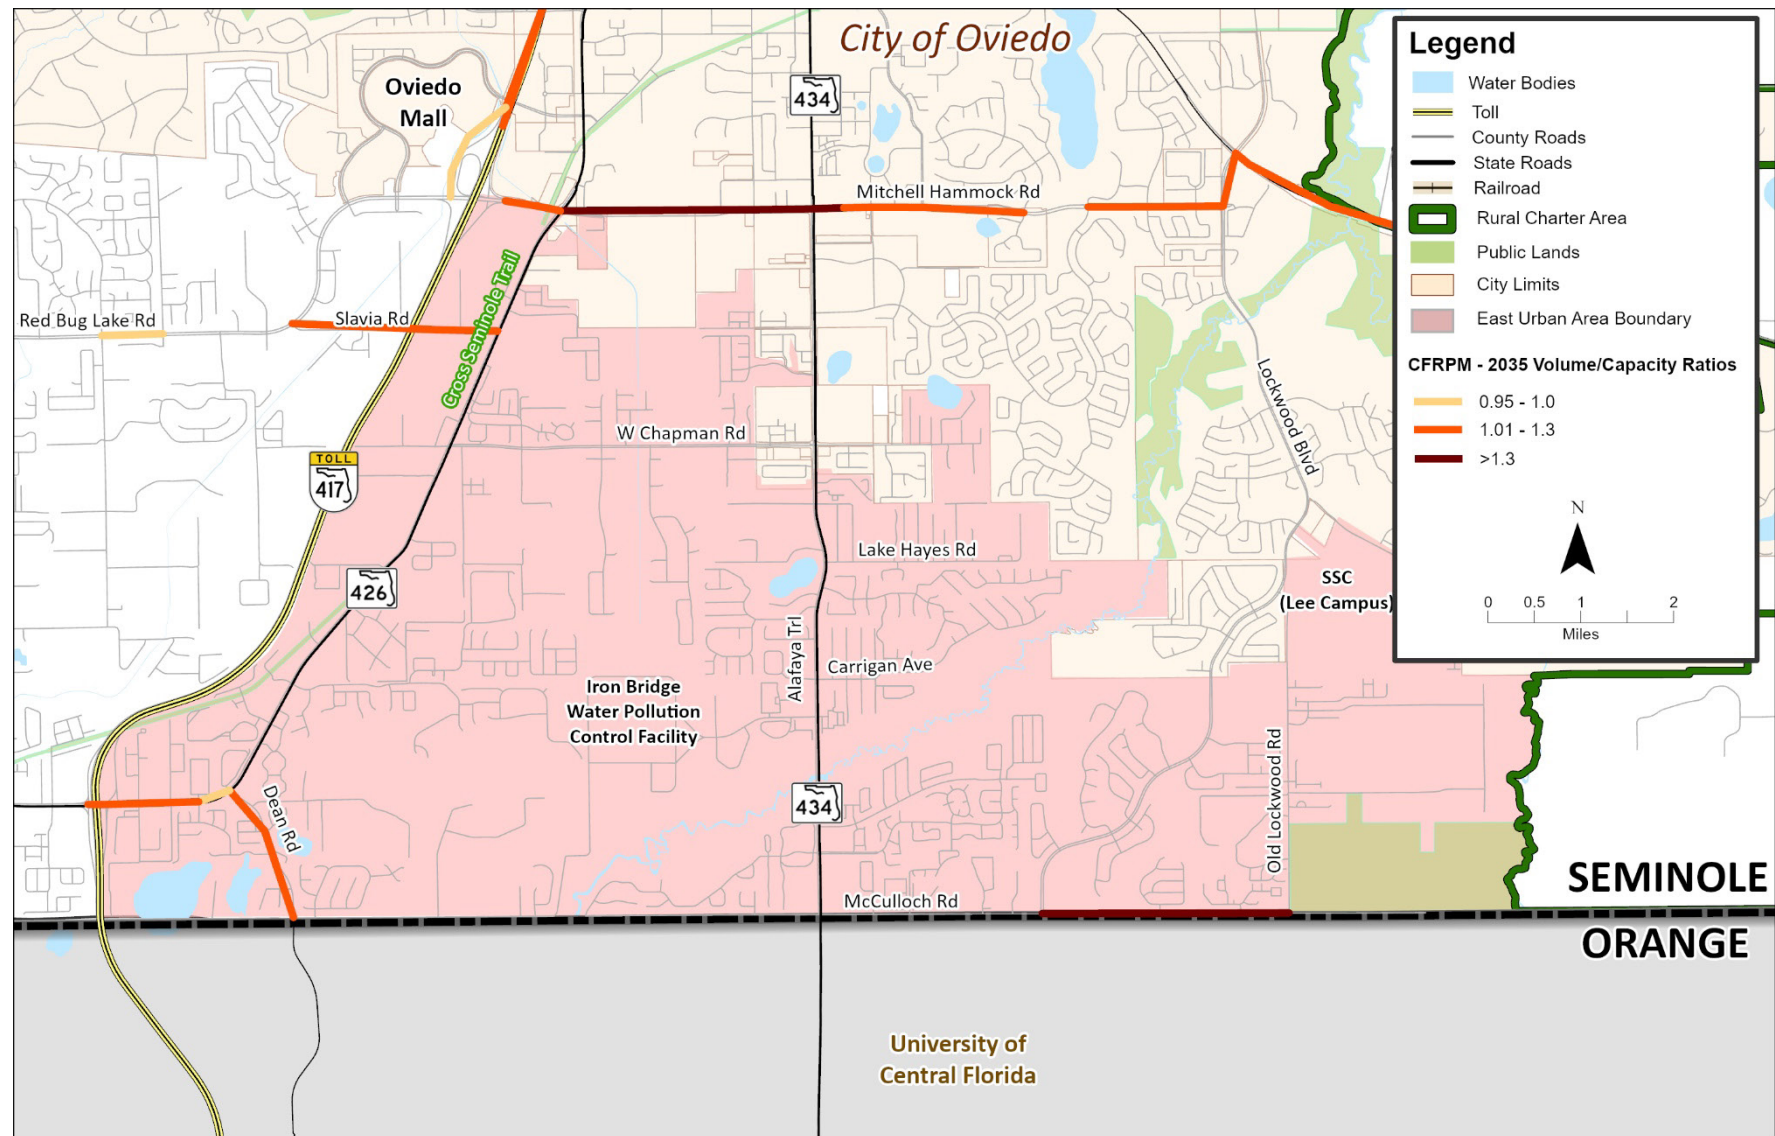 City of Oviedo
Oviedo
Mall
434
Mitchell Hammock Rd
Cross Seminole Trail
Red Bug Lake Rd
Slavia Rd
W Chapman Rd
Lockwood Blvd
TOLL
417
Lake Hayes Rd
426
SSC
(Lee Campus)
Alafaya Trl
Carrigan Ave
Iron Bridge
Water Pollution
Control Facility
Dean Rd
434
Old Lockwood Rd
McCulloch Rd
SEMINOLE
ORANGE
University of
Central Florida
Legend
Water Bodies
Toll
County Roads
State Roads
Railroad
Rural Charter Area
Public Lands
City Limits
East Urban Area Boundary
CFRPM - 2035 Volume/Capacity Ratios
0.95 - 1.0
1.01 - 1.3
>1.3
N
0 0.5 1 2
Miles